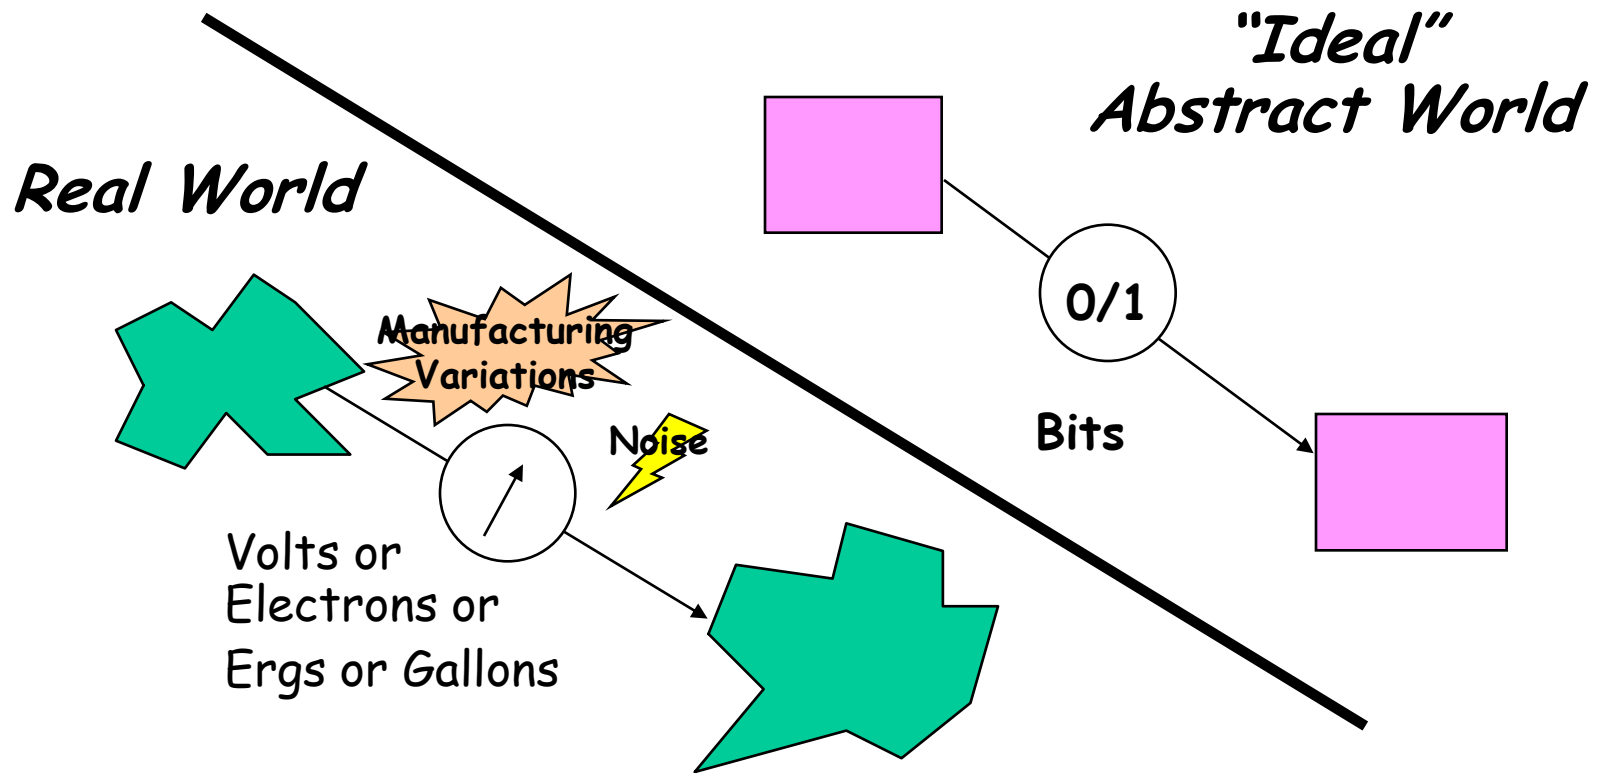 “Ideal”
Abstract World
Real World
0/1
Manufacturing
Variations
Noise
Bits
Volts or
Electrons or
Ergs or Gallons